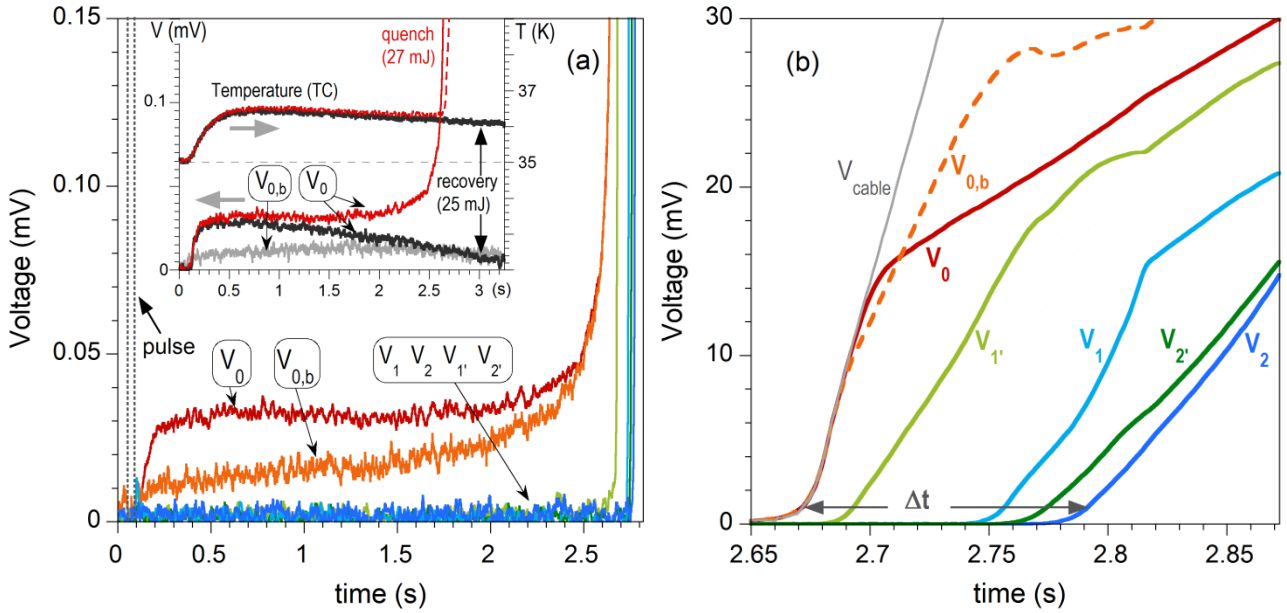 0.15
V (mV)
T (K)
quench
(27 mJ)
(a)
Temperature (TC)
37
0.1
35
V0,b
V0
recovery
(25 mJ)
0
0 0.5 1 1.5 2 2.5 3 (s)
0.10
0.05
0
Voltage (mV)
pulse
V0
V0,b
V1 V2 V1' V2'
0 0.5 1 1.5 2 2.5
time (s)
30
(b)
Vcable
V0,b
20
Voltage (mV)
V0
V1'
V1
V2'
V2
10
Δt
0
2.65 2.7 2.75 2.8 2.85
time (s)